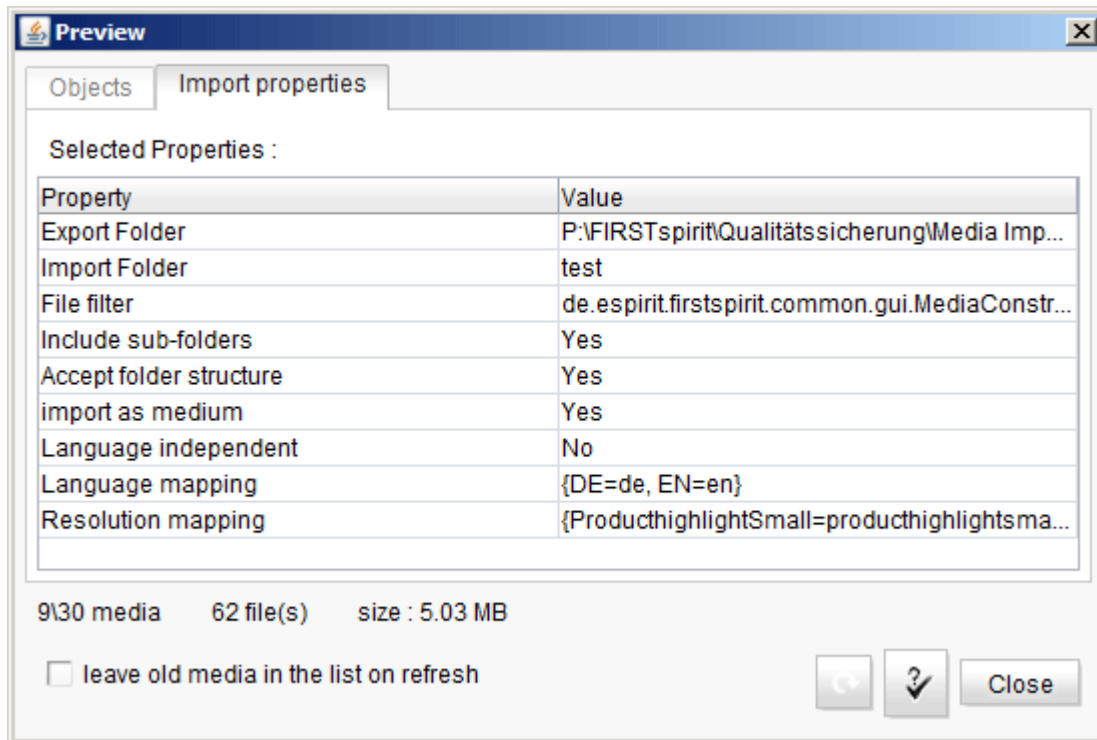 Preview
Objects Import properties
Selected Properties :
Property Value
Export Folder P:\FIRSTspirit\Qualitätssicherung\Media Imp...
Import Folder test
File filter de.espirit.firstspirit.common.gui.MediaConstr...
Include sub-folders Yes
Accept folder structure Yes
import as medium Yes
Language independent No
Language mapping {DE=de, EN=en}
Resolution mapping {ProducthighlightSmall=producthighlightsma...
9\30 media 62 file(s) size : 5.03 MB
leave old media in the list on refresh
Close